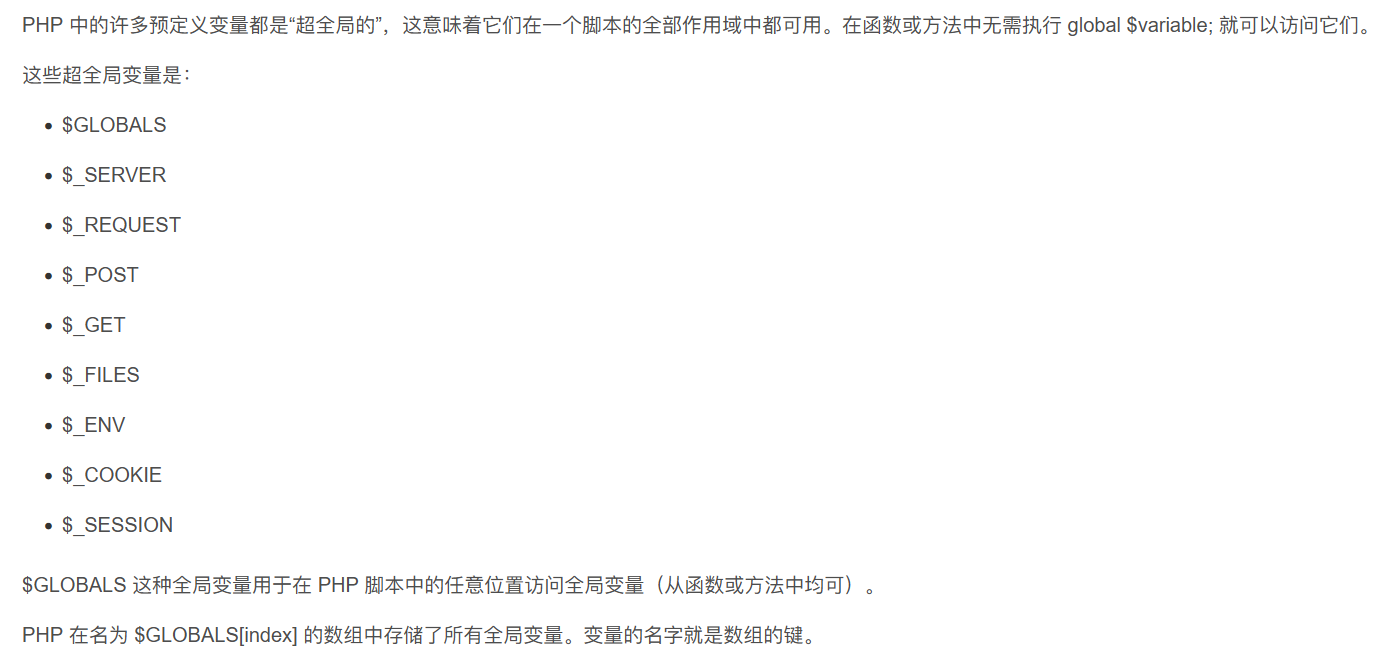 PHP 中的许多预定义变量都是“超全局的”，这意味着它们在一个脚本的全部作用域中都可用。在函数或方法中无需执行 global $variable; 就可以访问它们。
这些超全局变量是：
• $GLOBALS
• $_SERVER
• $_REQUEST
• $_POST
• $_GET
• $_FILES
• $_ENV
• $_COOKIE
• $_SESSION
$GLOBALS 这种全局变量用于在 PHP 脚本中的任意位置访问全局变量（从函数或方法中均可）。
PHP 在名为 $GLOBALS[index] 的数组中存储了所有全局变量。变量的名字就是数组的键。